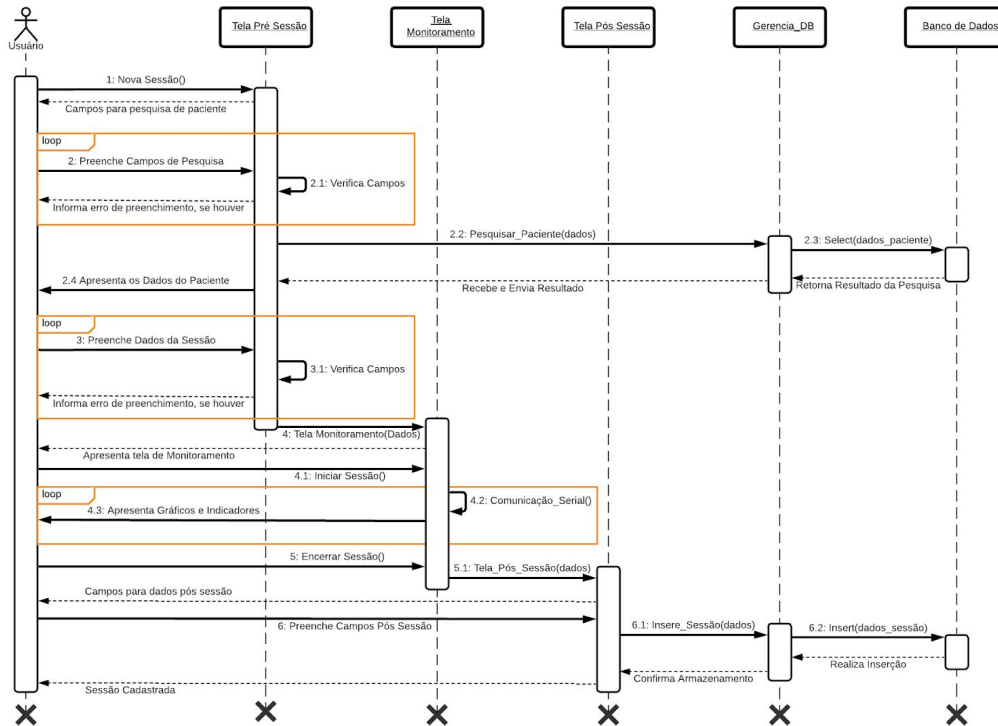 Usuário
Tela Pré Sessão
Tela
Monitoramento
Tela Pós Sessão
Gerencia_DB
Banco de Dados
1: Nova Sessão()
Campos para pesquisa de paciente
loop
2: Preenche Campos de Pesquisa
2.1: Verifica Campos
Informa erro de preenchimento, se houver
2.2: Pesquisar_Paciente(dados)
2.3: Select(dados_paciente)
2.4 Apresenta os Dados do Paciente
Recebe e Envia Resultado
Retorna Resultado da Pesquisa
loop
3: Preenche Dados da Sessão
3.1: Verifica Campos
Informa erro de preenchimento, se houver
4: Tela Monitoramento(Dados)
Apresenta tela de Monitoramento
4.1: Iniciar Sessão()
loop
4.2: Comunicação_Serial()
4.3: Apresenta Gráficos e Indicadores
5: Encerrar Sessão()
5.1: Tela_Pós_Sessão(dados)
Campos para dados pós sessão
6: Preenche Campos Pós Sessão
6.1: Insere_Sessão(dados)
6.2: Insert(dados_sessão)
Realiza Inserção
Confirma Armazenamento
Sessão Cadastrada